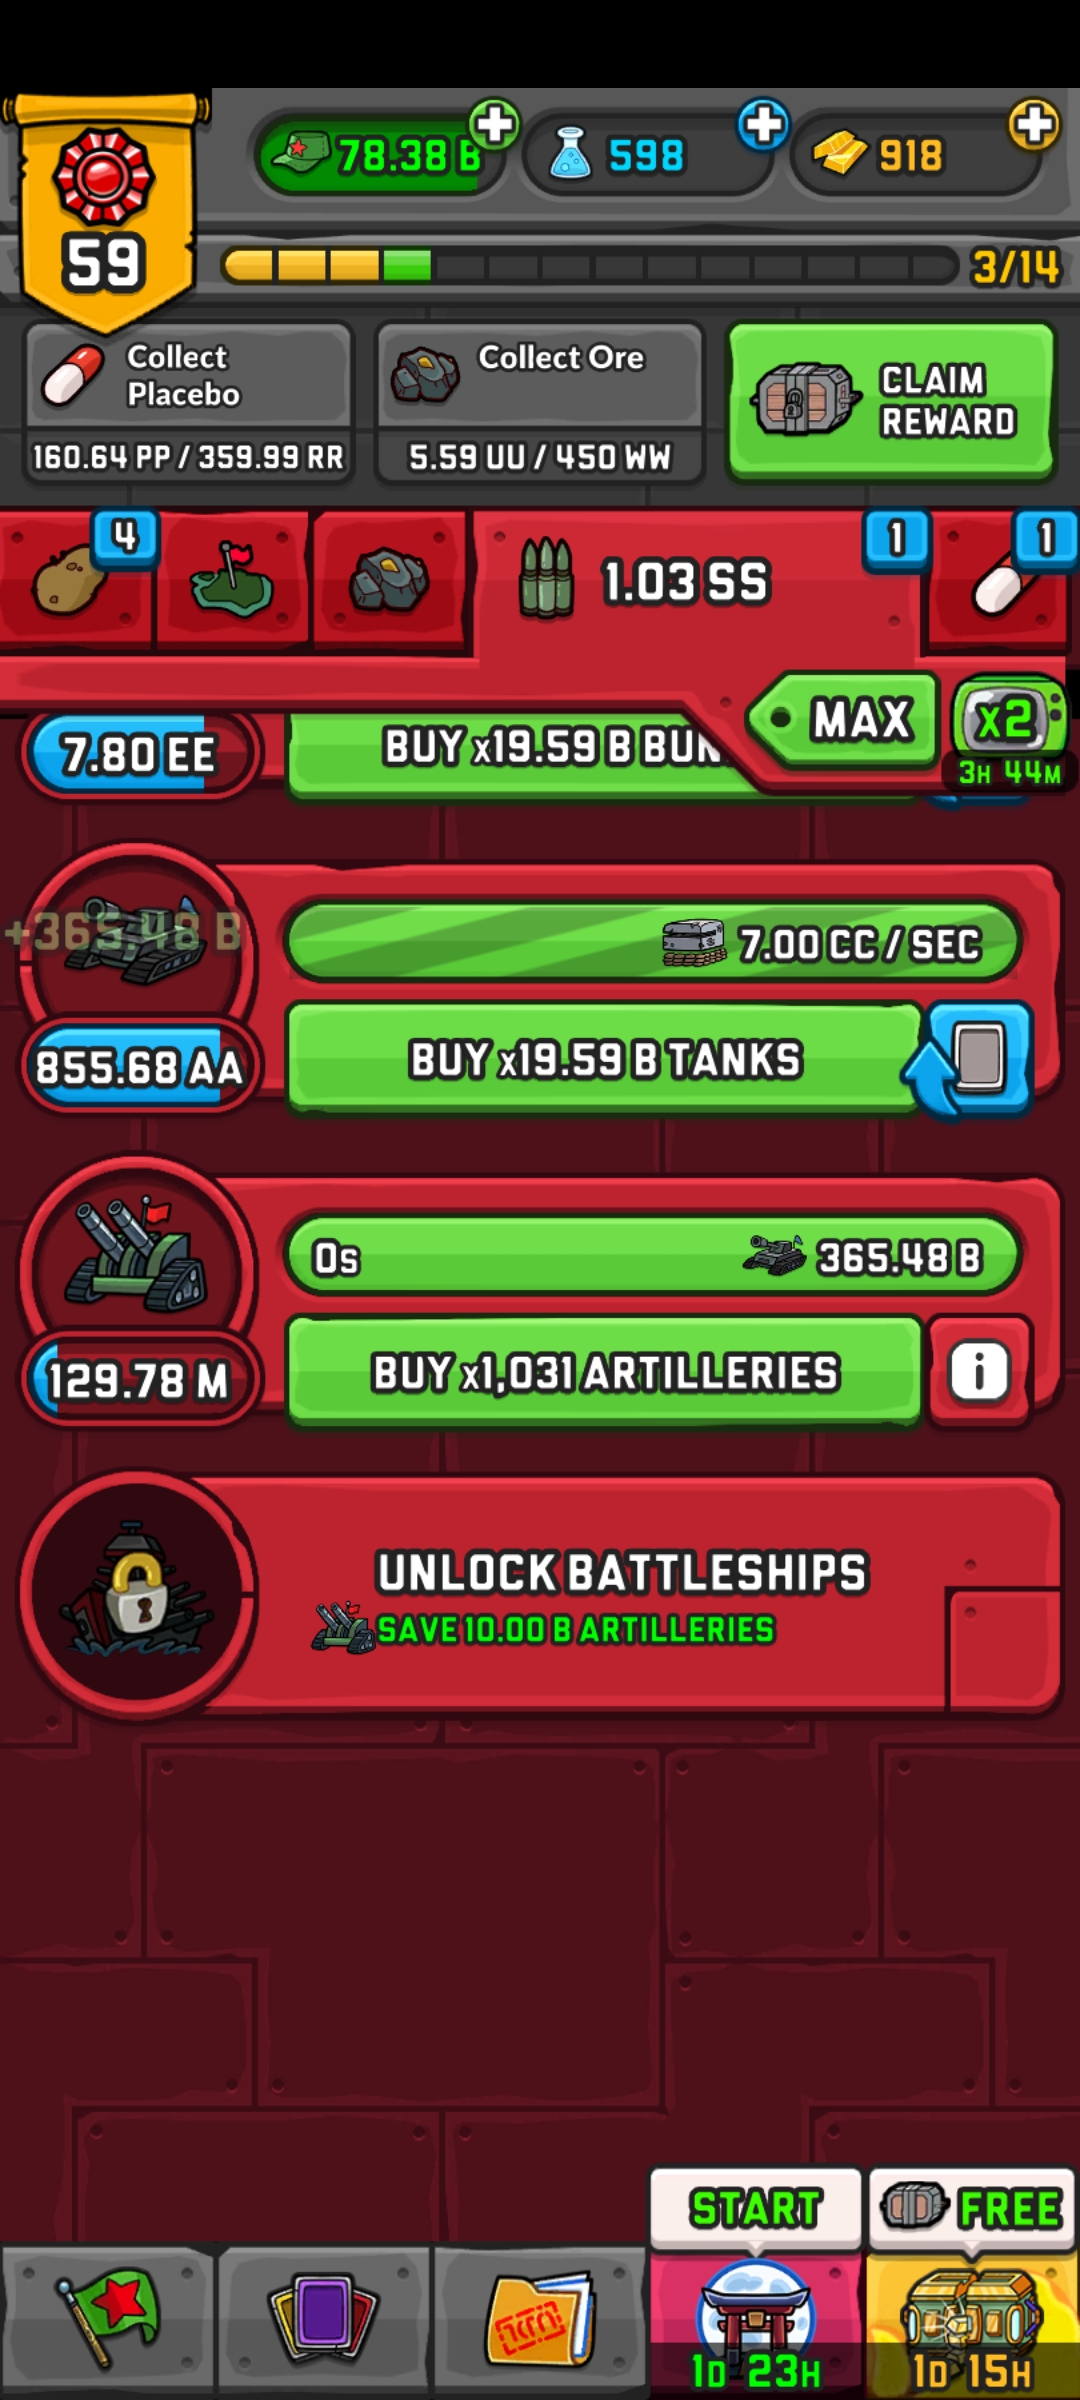 78.38 B
598
918
59
3/14
Collect
Placebo
160.64 PP / 359.99 RR
Collect Ore
5.59 UU / 450 WW
CLAIM
REWARD
4
1.03 SS
1
1
MAX
x2
3H 44M
7.80 EE
BUY x19.59 B BUN
+365.48 B
7.00 CC / SEC
855.68 AA
BUY x19.59 B TANKS
0s
365.48 B
129.78 M
BUY x1,031 ARTILLERIES
i
UNLOCK BATTLESHIPS
SAVE 10.00 B ARTILLERIES
START
FREE
1D 23H
1D 15H